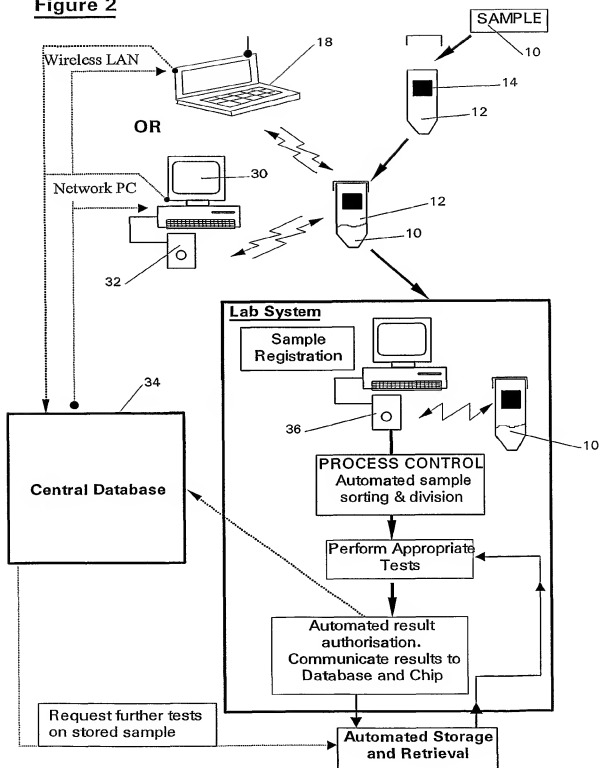 Figure 2
SAMPLE
10
Wireless LAN
18
14
12
OR
30
Network PC
12
10
32
Lab System
Sample
Registration
34
36
10
Central Database
PROCESS CONTROL
Automated sample
sorting & division
Perform Appropriate
Tests
Automated result
authorisation.
Communicate results to
Database and Chip
Request further tests
on stored sample
Automated Storage
and Retrieval